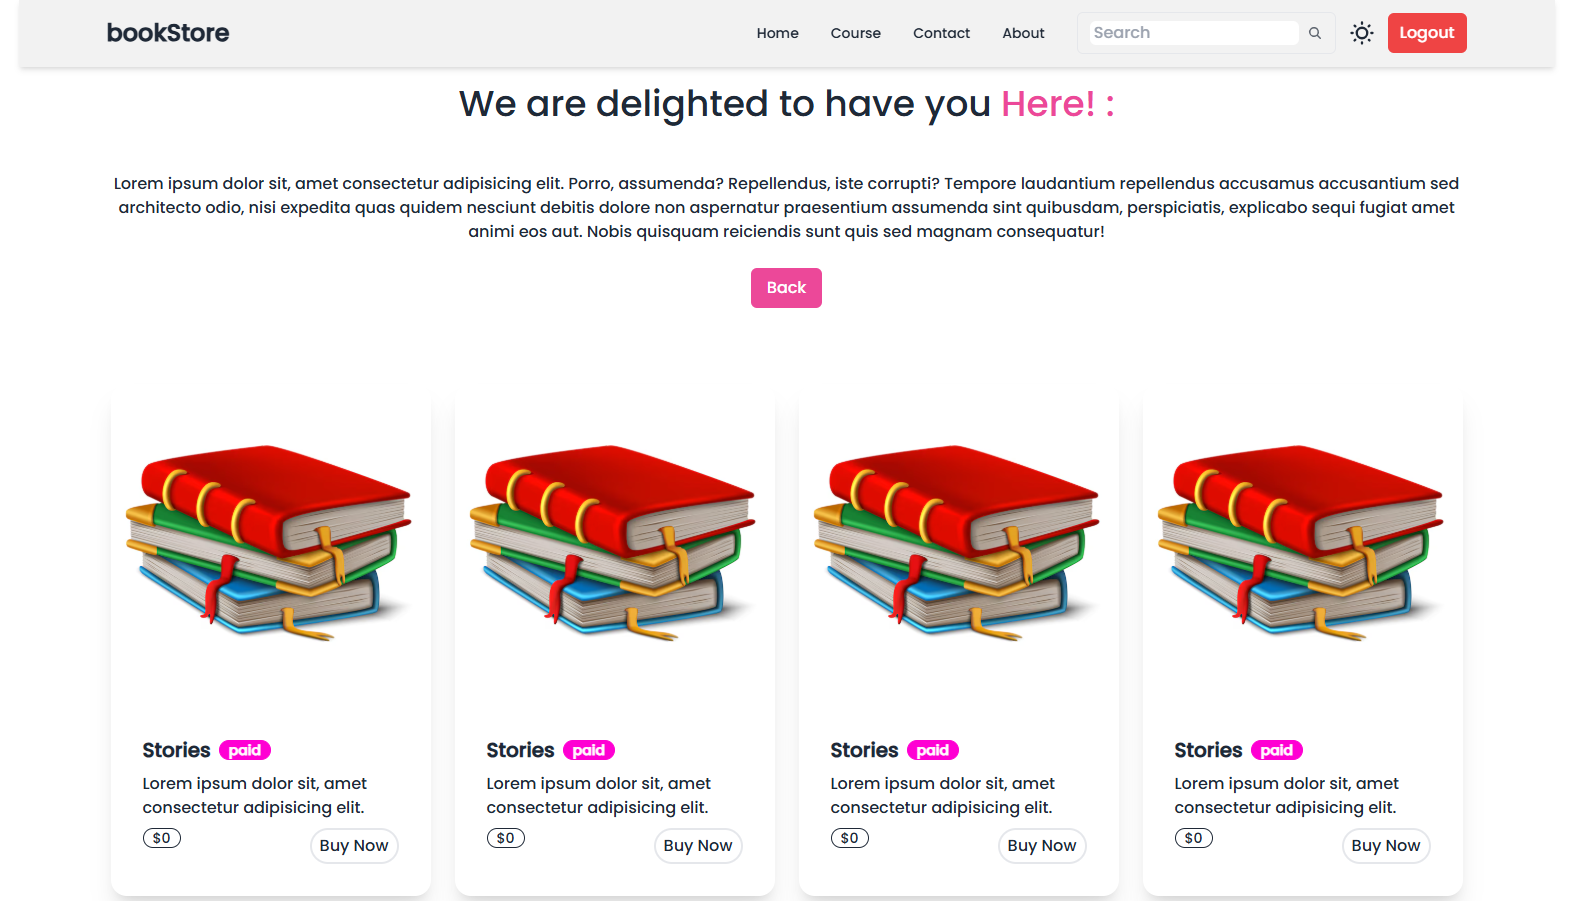 bookStore
Home
Course
Contact
About
Search
Logout
We are delighted to have you Here! :
Lorem ipsum dolor sit, amet consectetur adipisicing elit. Porro, assumenda? Repellendus, iste corrupti? Tempore laudantium repellendus accusamus accusantium sed
architecto odio, nisi expedita quas quidem nesciunt debitis dolore non aspernatur praesentium assumenda sint quibusdam, perspiciatis, explicabo sequi fugiat amet
animi eos aut. Nobis quisquam reiciendis sunt quis sed magnam consequatur!
Back
Stories paid
Lorem ipsum dolor sit, amet
consectetur adipisicing elit.
$0
Buy Now
Stories paid
Lorem ipsum dolor sit, amet
consectetur adipisicing elit.
$0
Buy Now
Stories paid
Lorem ipsum dolor sit, amet
consectetur adipisicing elit.
$0
Buy Now
Stories paid
Lorem ipsum dolor sit, amet
consectetur adipisicing elit.
$0
Buy Now